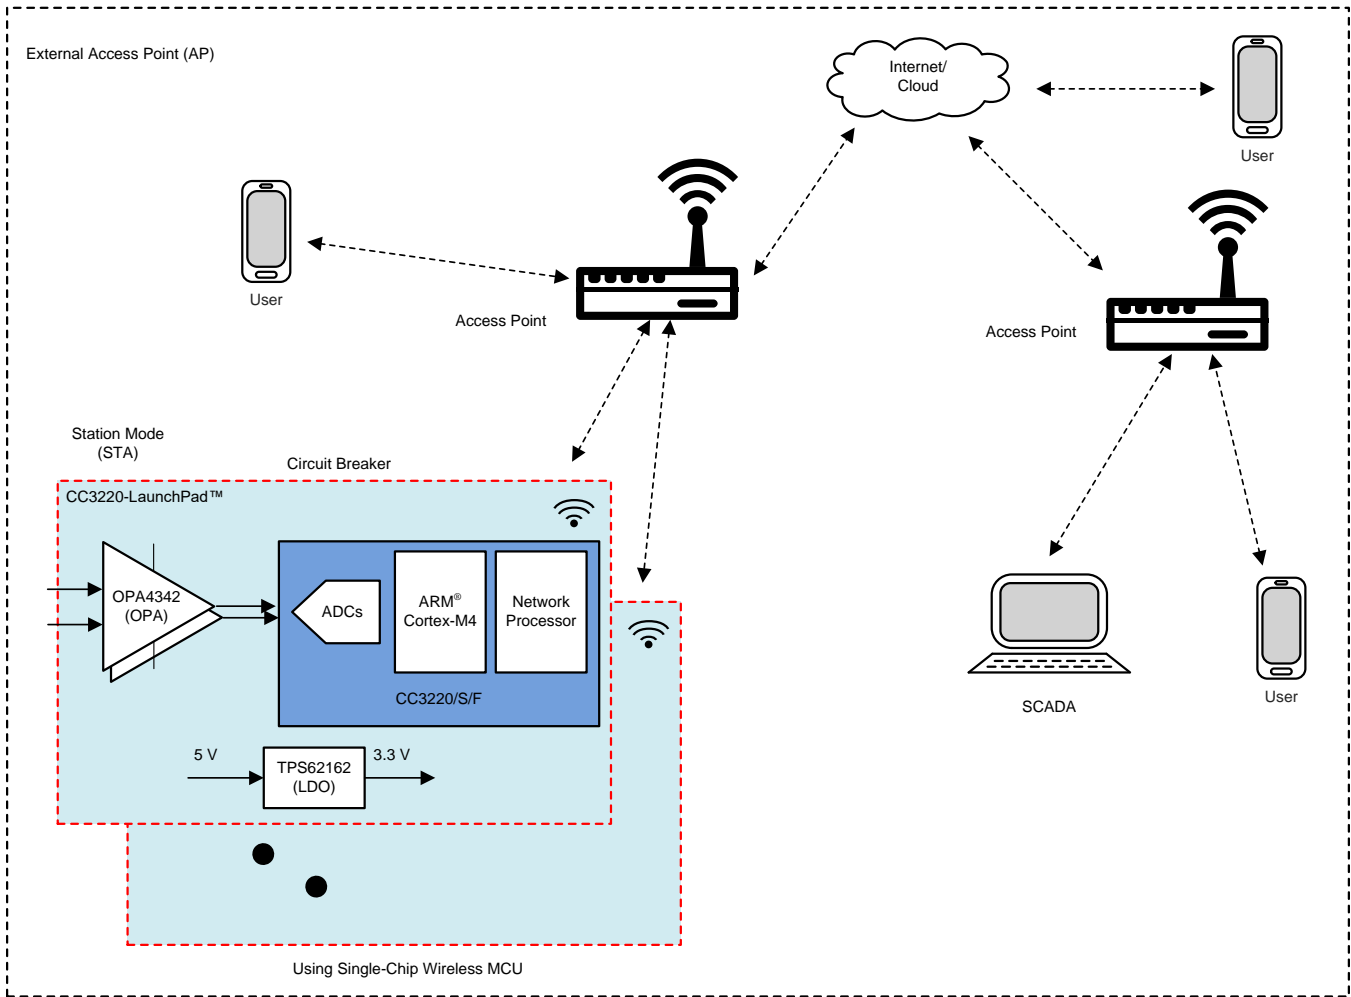 External Access Point (AP)
Internet/
Cloud
User
User
Access Point
Access Point
Station Mode
(STA)
Circuit Breaker
CC3220-LaunchPad™
OPA4342
(OPA)
ADCs
ARM®
Cortex-M4
Network
Processor
CC3220/S/F
SCADA
User
5 V
TPS62162
(LDO)
3.3 V
Using Single-Chip Wireless MCU